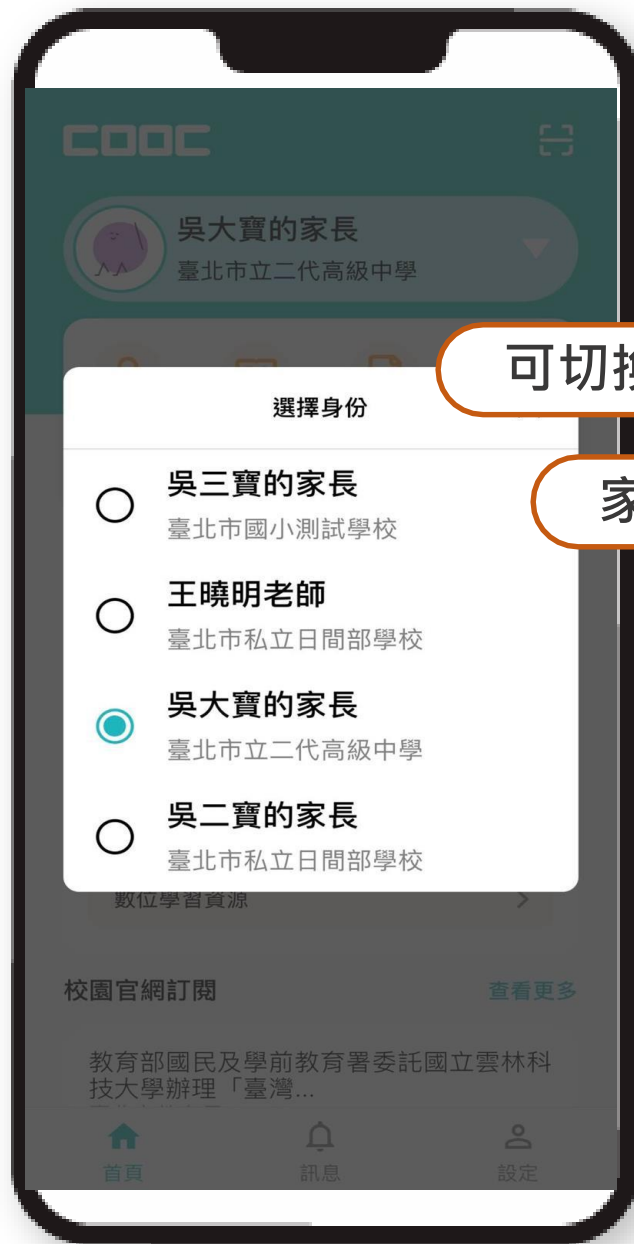 COOC
吳大寶的家長
臺北市立二代高級中學
可切換
選擇身份
吳三寶的家長
家
臺北市國小測試學校
王曉明老師
臺北市私立日間部學校
吳大寶的家長
臺北市立二代高級中學
吳二寶的家長
臺北市私立日間部學校
數位學習資源
校園官網訂閱
查看更多
教育部國民及學前教育署委託國立雲林科
技大學辦理「臺灣...
首頁
訊息
設定